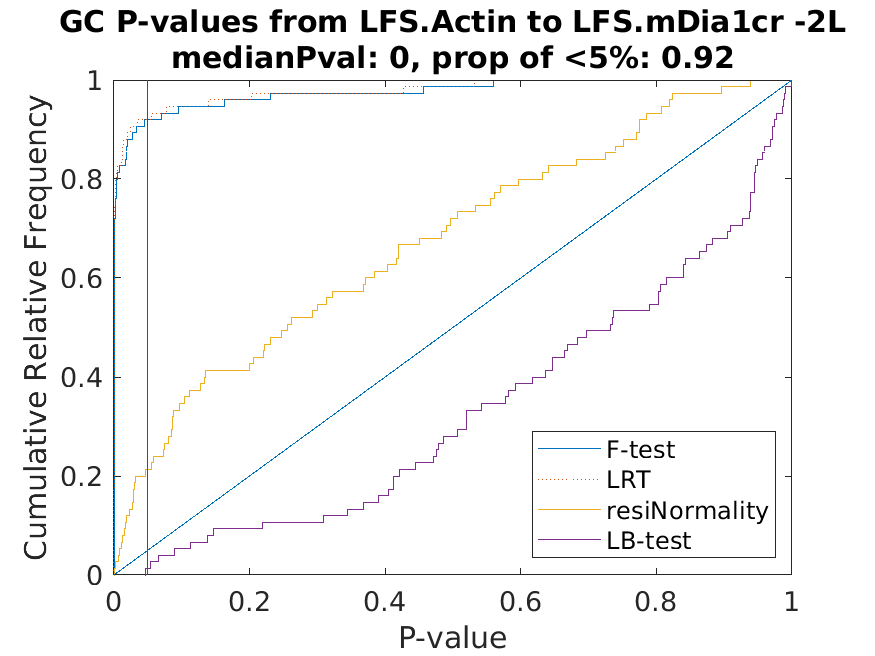 GC P-values from LFS.Actin to LFS.mDia1cr -2L
medianPval: 0, prop of <5%: 0.92
1
0.8
0.6
0.4
0.2
0
Cumulative Relative Frequency
F-test
LRT
resiNormality
LB-test
0 0.2 0.4 0.6 0.8 1
P-value